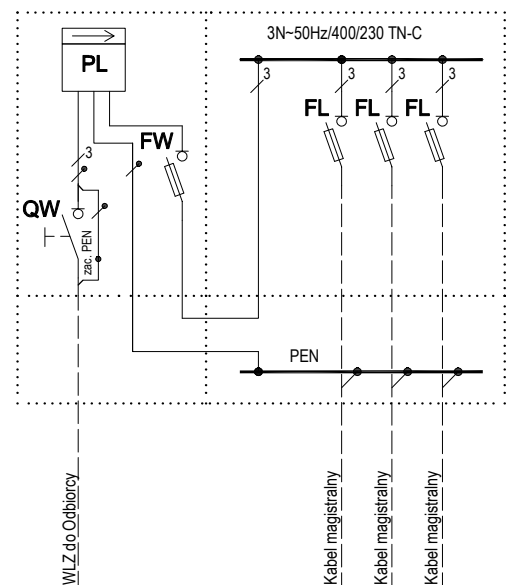 3N~50Hz/400/230 TN-C
PL
3
3
3
3
FL
FL
FL
FW
3
QW
zac. PEN
PEN
WLZ do Odbiorcy
Kabel magistralny
Kabel magistralny
Kabel magistralny